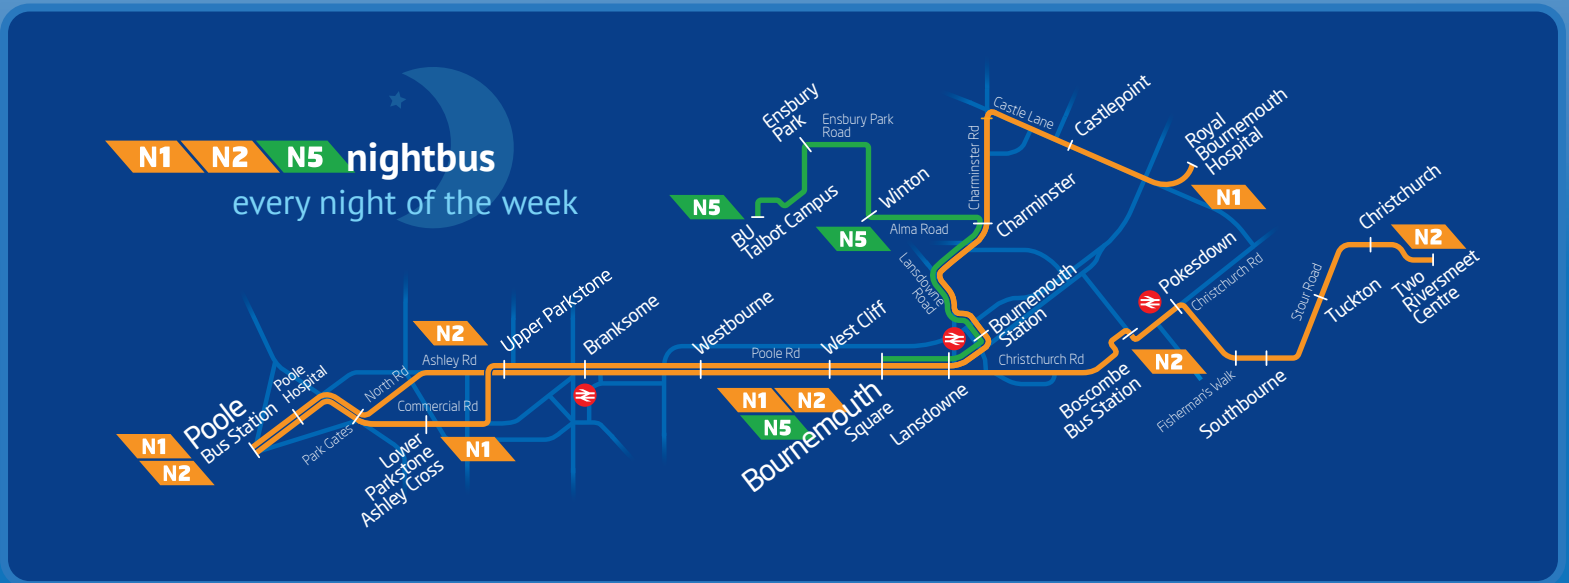 N1 N2 N5 nightbus
every night of the week
N1
N2
Poole
Bus Station
Poole
Hospital
Park Gates
North Rd
Ashley Rd
N2
Commercial Rd
Lower
Parkstone
Ashley Cross
N1
Upper Parkstone
Branksome
Westbourne
Poole Rd
West Cliff
N1 N2
N5
Bournemouth
Square
Lansdowne
N5
BU
Talbot Campus
Ensbury
Park
Ensbury Park
Road
Winton
N5
Alma Road
Lansdowne
Road
Bournemouth
Station
Charminster
Charminster Rd
Castle Lane
Castlepoint
Royal
Bournemouth
Hospital
N1
Christchurch Rd
Boscombe
Bus Station
N2
Pokesdown
Christchurch Rd
Fisherman's Walk
Southbourne
Stour Road
Tuckton
Christchurch
N2
Two
Riversmeet
Centre